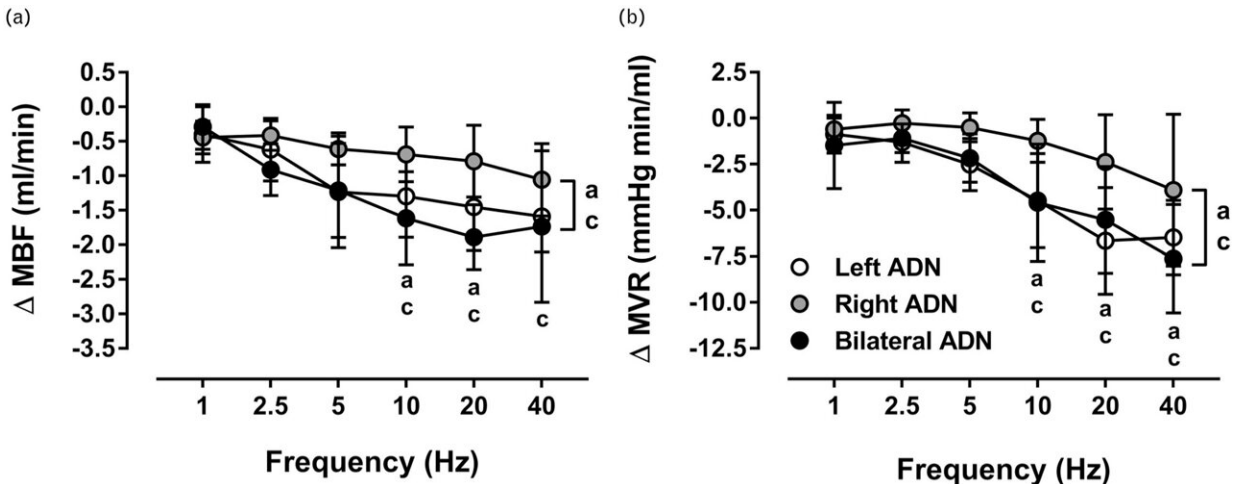 (a)
0.5
0.0
-0.5
-1.0
-1.5
-2.0
-2.5
-3.0
-3.5
Δ MBF (ml/min)
a
c
a
c
a
c
c
1 2.5 5 10 20 40
Frequency (Hz)
(b)
2.5
0.0
-2.5
-5.0
-7.5
-10.0
-12.5
Δ MVR (mmHg min/ml)
Left ADN
Right ADN
Bilateral ADN
a
c
a
c
a
c
a
c
1 2.5 5 10 20 40
Frequency (Hz)